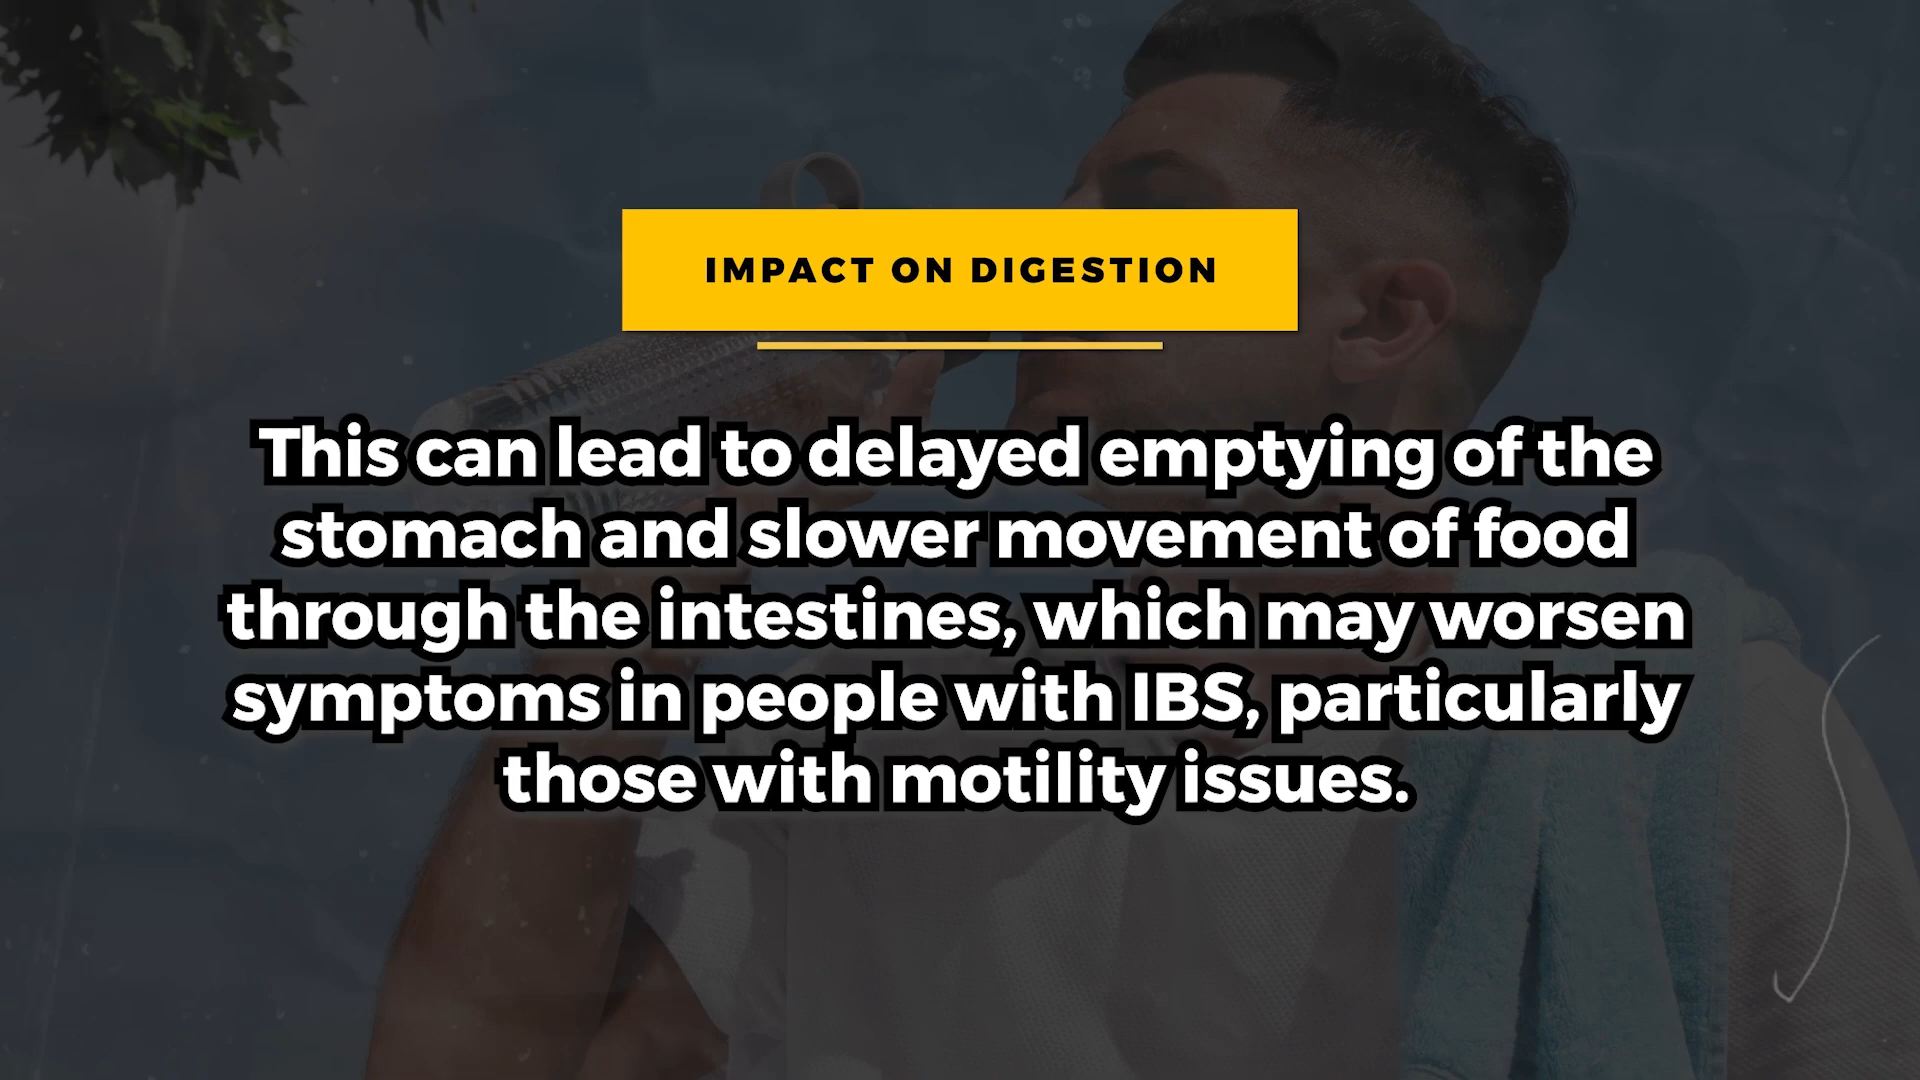 IMPACT ON DIGESTION
This can lead to delayed emptying of the
stomach and slower movement of food
through the intestines, which may worsen
symptoms in people with IBS, particularly
those with motility issues.